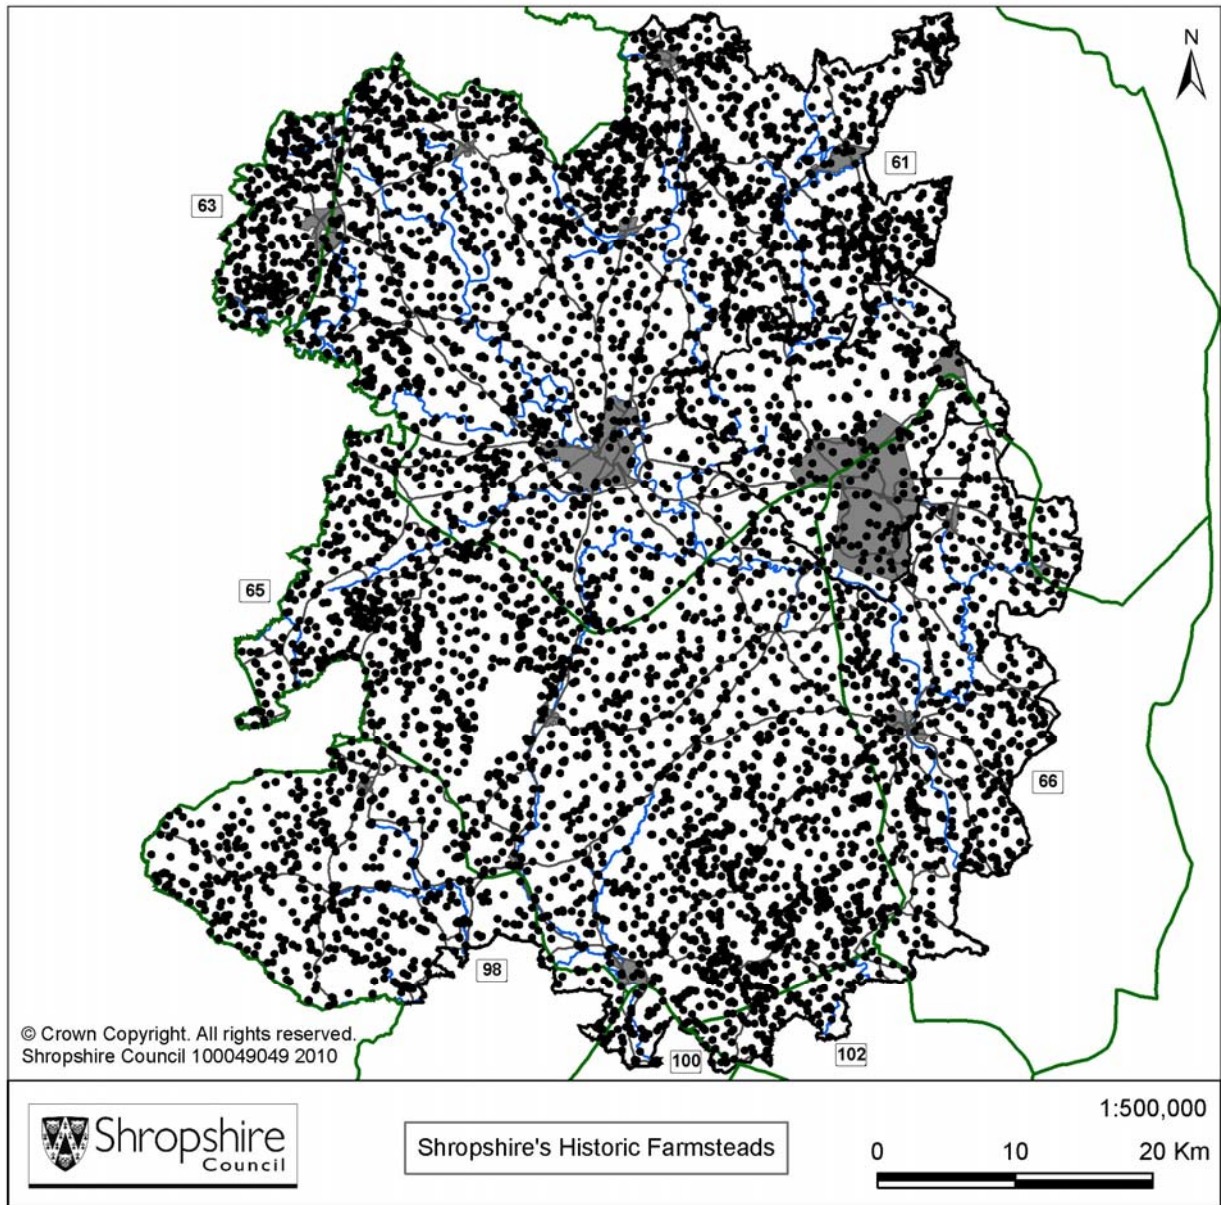 N
61
63
65
66
98
100
102
© Crown Copyright. All rights reserved.
Shropshire Council 100049049 2010
Shropshire
Council
Shropshire's Historic Farmsteads
1:500,000
0 10 20 Km